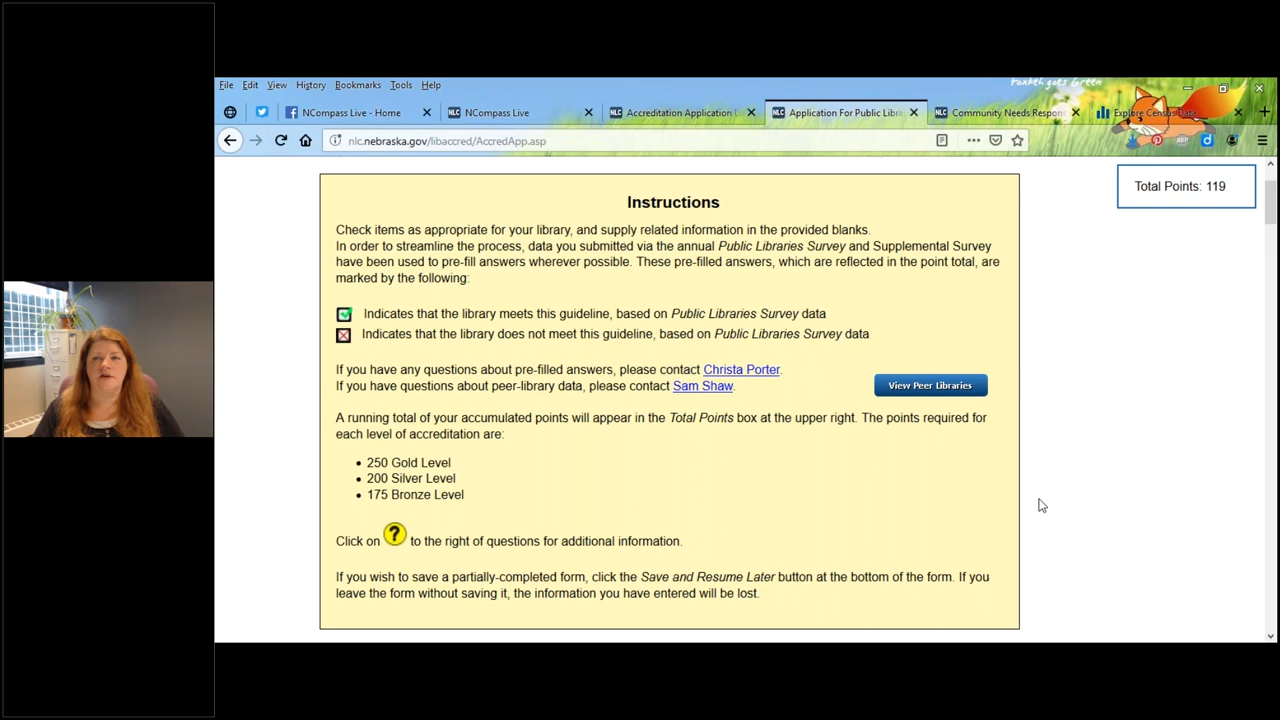 Foxkeh goes Green
File Edit View History Bookmarks Tools Help
NCompass Live - Home
NCompass Live
Accreditation Application
Application For Public Libra
Community Needs Respon
Explore Census Data
nlc.nebraska.gov/libaccred/AccredApp.asp
Total Points: 119
Instructions
Check items as appropriate for your library, and supply related information in the provided blanks.
In order to streamline the process, data you submitted via the annual Public Libraries Survey and Supplemental Survey
have been used to pre-fill answers wherever possible. These pre-filled answers, which are reflected in the point total, are
marked by the following:
Indicates that the library meets this guideline, based on Public Libraries Survey data
Indicates that the library does not meet this guideline, based on Public Libraries Survey data
If you have any questions about pre-filled answers, please contact Christa Porter.
If you have questions about peer-library data, please contact Sam Shaw.
View Peer Libraries
A running total of your accumulated points will appear in the Total Points box at the upper right. The points required for
each level of accreditation are:
• 250 Gold Level
• 200 Silver Level
• 175 Bronze Level
Click on ? to the right of questions for additional information.
If you wish to save a partially-completed form, click the Save and Resume Later button at the bottom of the form. If you
leave the form without saving it, the information you have entered will be lost.